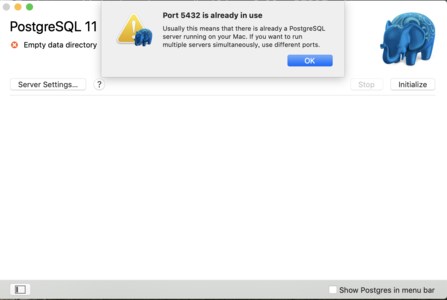 PostgreSQL 11
Empty data directory
Port 5432 is already in use
Usually this means that there is already a PostgreSQL
server running on your Mac. If you want to run
multiple servers simultaneously, use different ports.
OK
Server Settings... ? Stop Initialize
Show Postgres in menu bar